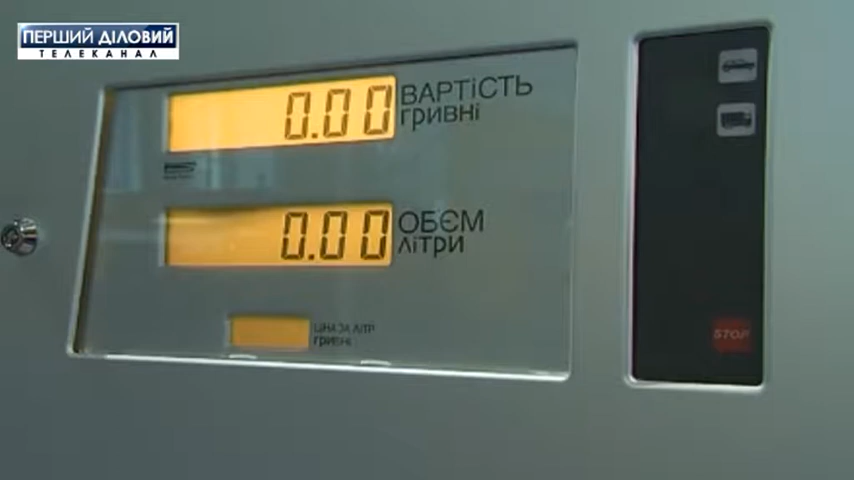 ПЕРШИЙ ДІЛОВИЙ
ТЕЛЕКАНАЛ
0.00
ВАРТіСТЬ
гривні
0.00
ОБЄМ
літри
ЦІНА ЗА ЛІТР
гривні
STOP